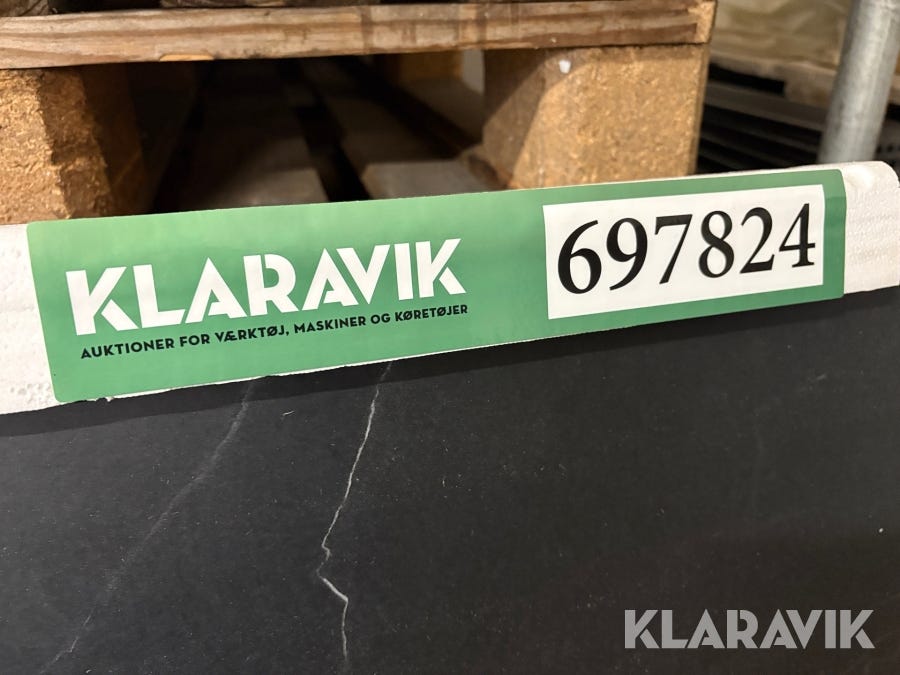 KLARAVIK
AUKTIONER FOR VÆRKTØJ, MASKINER OG KØRETØJER
697824
KLARAVIK